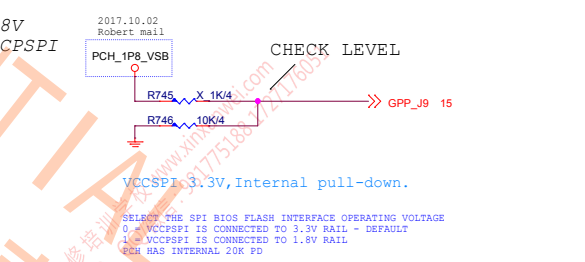 8V
CPSPI
2017.10.02
Robert mail
PCH_1P8_VSB
CHECK LEVEL
R745 X_1K/4
GPP_J9 15
R746 10K/4
VCCSPI 3.3V,Internal pull-down.
SELECT THE SPI BIOS FLASH INTERFACE OPERATING VOLTAGE
0 = VCCPSPI IS CONNECTED TO 3.3V RAIL - DEFAULT
1 = VCCPSPI IS CONNECTED TO 1.8V RAIL
PCH HAS INTERNAL 20K PD